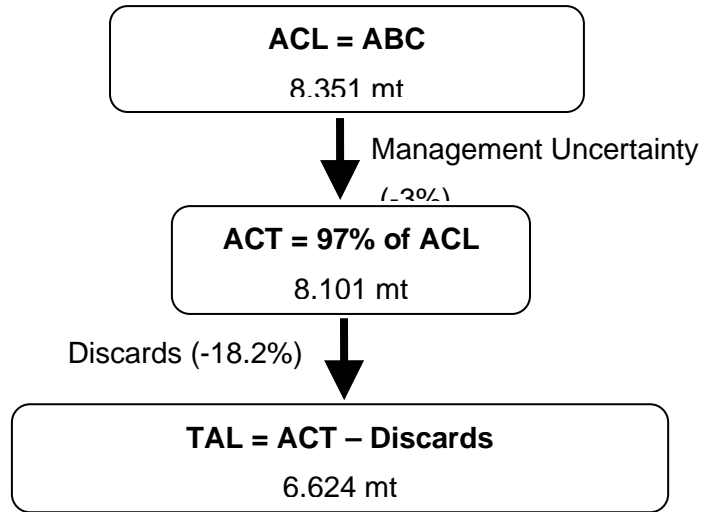 ACL = ABC
8.351 mt
Management Uncertainty
(-3%)
ACT = 97% of ACL
8.101 mt
Discards (-18.2%)
TAL = ACT – Discards
6.624 mt